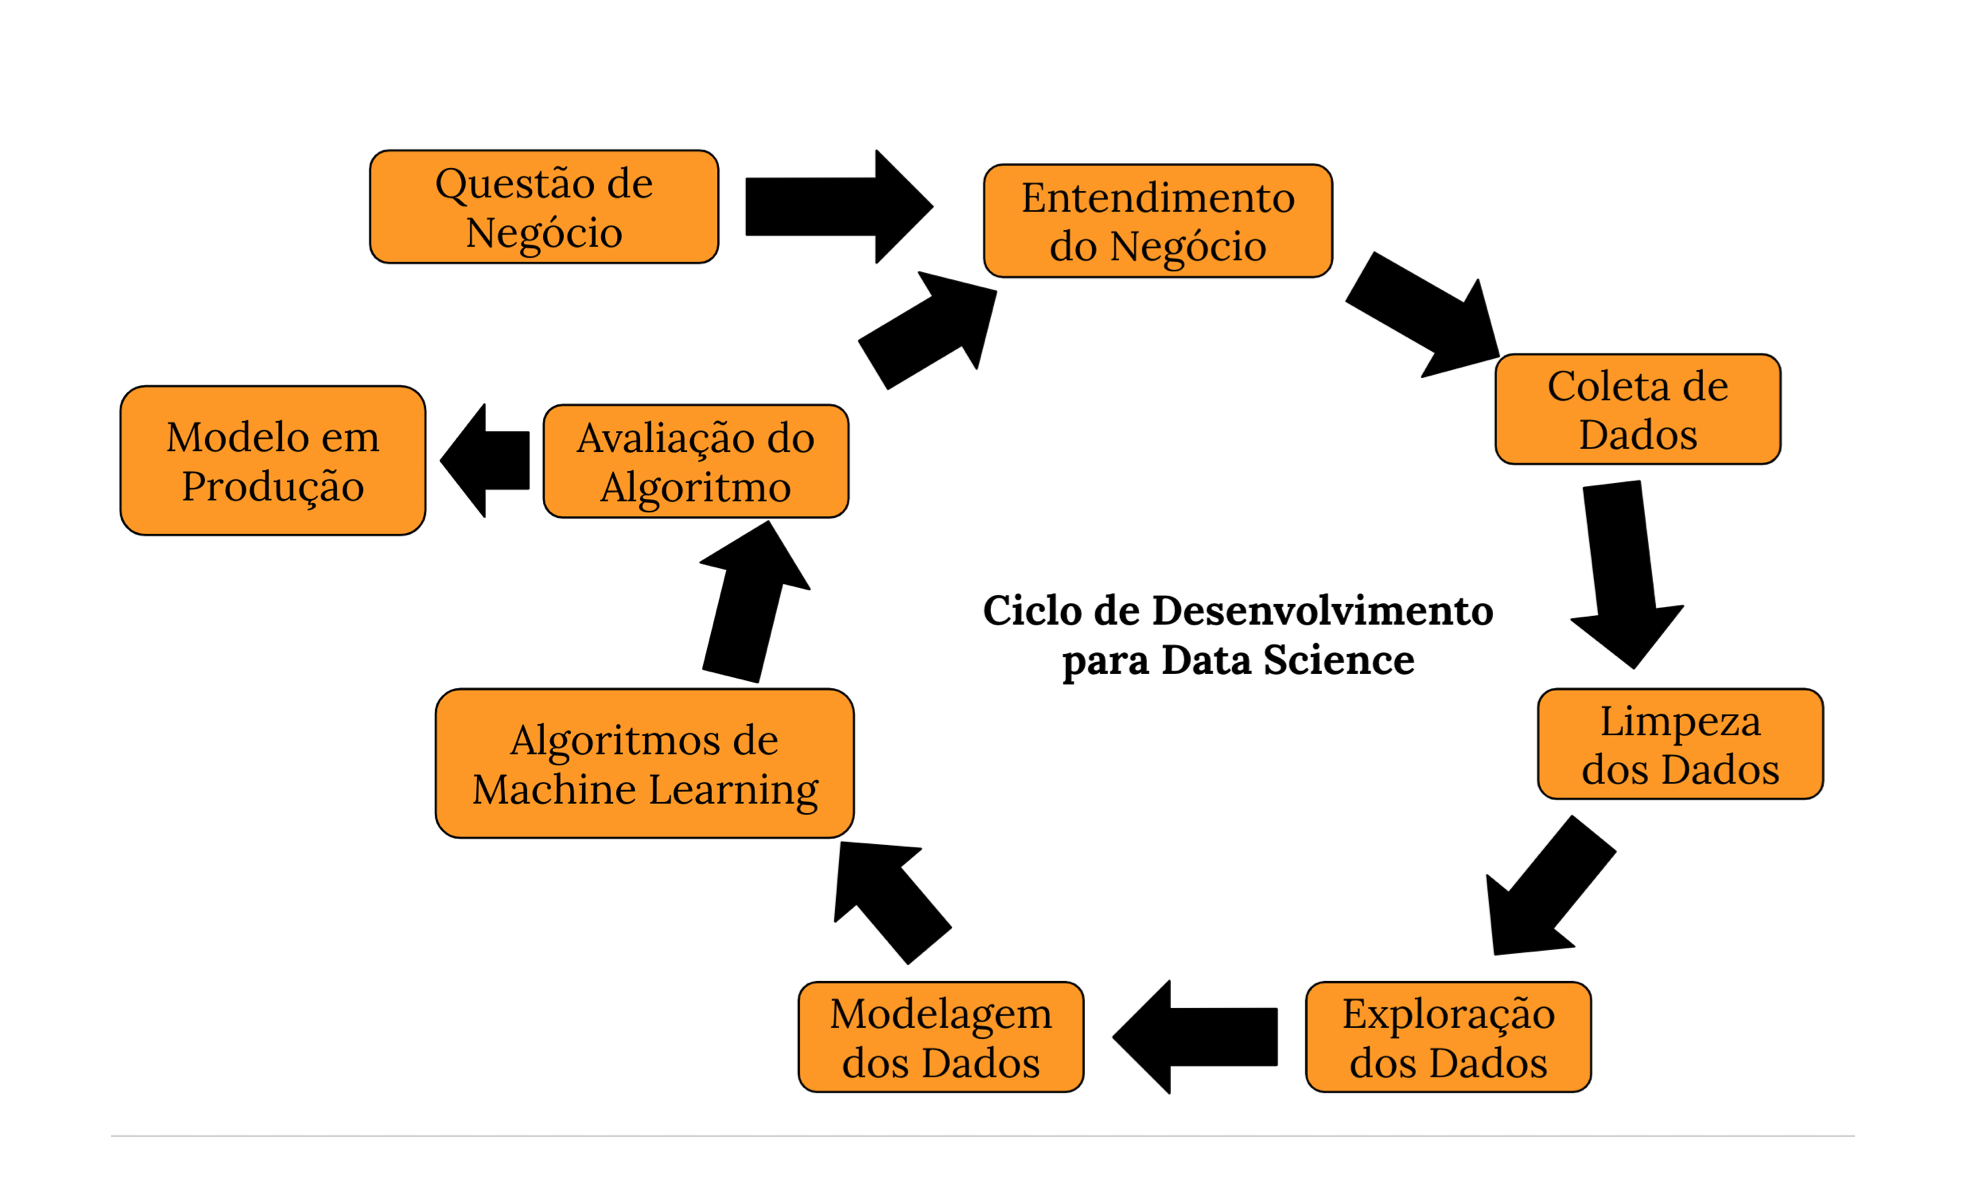 Questão de
Negócio
Entendimento
do Negócio
Coleta de
Dados
Modelo em
Produção
Avaliação do
Algoritmo
Ciclo de Desenvolvimento
para Data Science
Limpeza
dos Dados
Algoritmos de
Machine Learning
Modelagem
dos Dados
Exploração
dos Dados